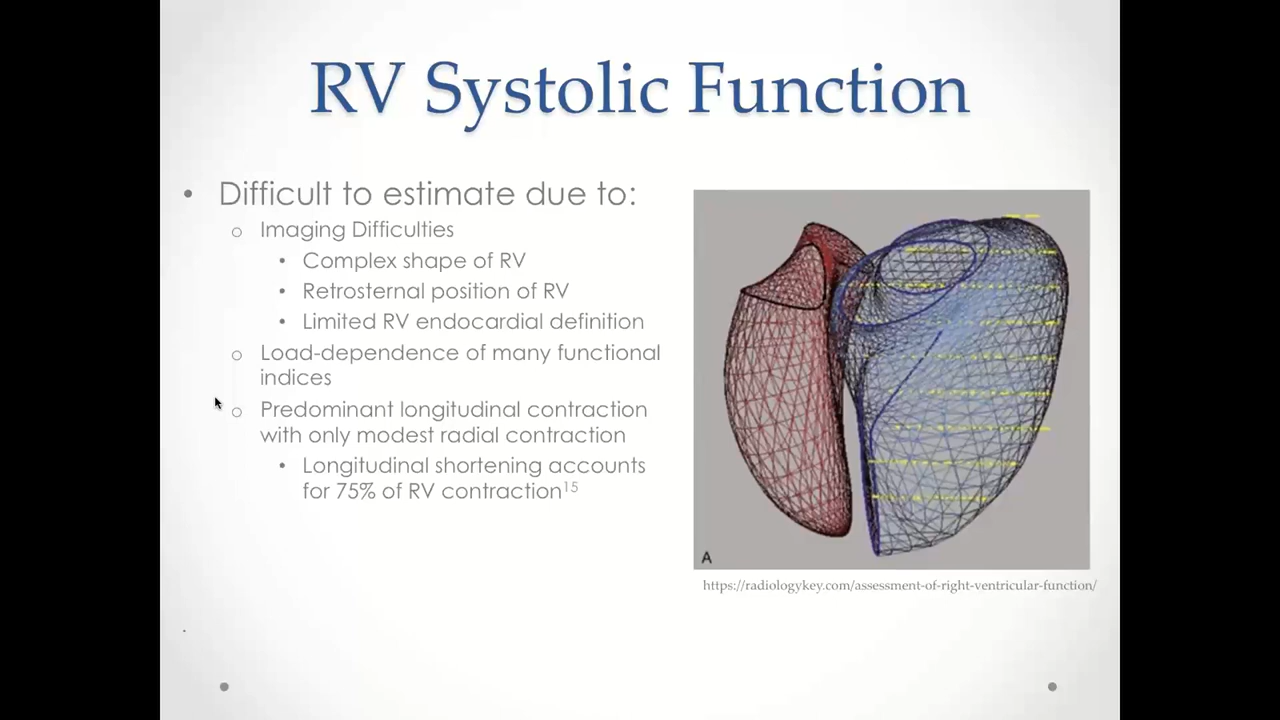 RV Systolic Function
• Difficult to estimate due to:
o Imaging Difficulties
• Complex shape of RV
• Retrosternal position of RV
• Limited RV endocardial definition
o Load-dependence of many functional
indices
o Predominant longitudinal contraction
with only modest radial contraction
• Longitudinal shortening accounts
for 75% of RV contraction¹⁵
A
https://radiologykey.com/assessment-of-right-ventricular-function/
.